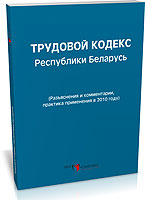 ТРУДОВОЙ КОДЕКС
Республики Беларусь
(Разъяснения и комментарии,
практика применения в 2010 году)